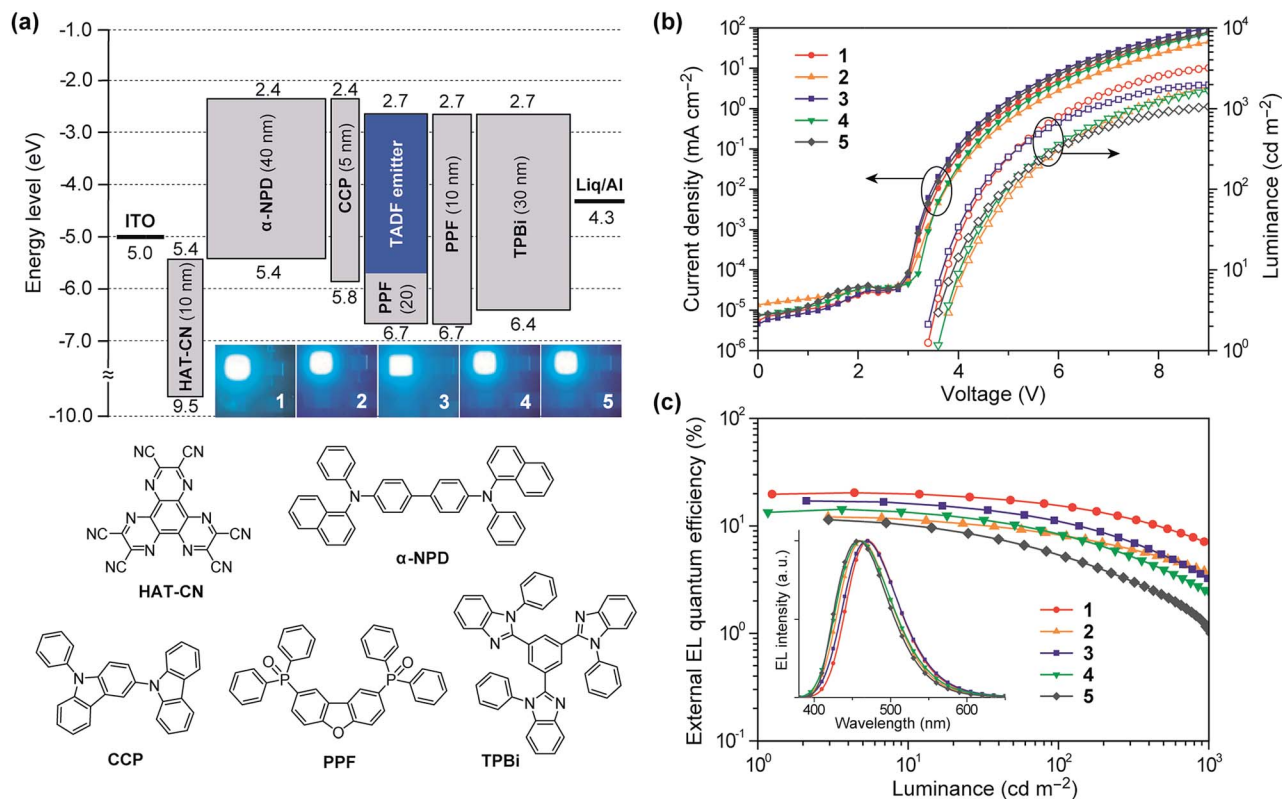 (a)
Energy level (eV)
-1.0
-2.0
-3.0
-4.0
-5.0
-6.0
-7.0
≈
-10.0
ITO
5.0
5.4
HAT-CN (10 nm)
9.5
2.4
α-NPD (40 nm)
5.4
2.4
CCP (5 nm)
5.8
2.7
TADF emitter
PPF
(20)
6.7
2.7
PPF (10 nm)
6.7
2.7
TPBi (30 nm)
6.4
Liq/Al
4.3
1
2
3
4
5
CN
CN
NC
NC
CN
CN
N
N
N
N
N
N
HAT-CN
N
N
α-NPD
N
N
CCP
O
P
O
P
O
PPF
N
N
N
N
N
N
TPBi
(b)
Current density (mA cm−2)
102
101
100
10-1
10-2
10-3
10-4
10-5
10-6
1
2
3
4
5
0
2
4
6
8
Voltage (V)
104
103
102
101
100
Luminance (cd m−2)
(c)
External EL quantum efficiency (%)
102
101
100
10-1
EL intensity (a. u.)
400
500
600
Wavelength (nm)
1
2
3
4
5
100
101
102
103
Luminance (cd m−2)